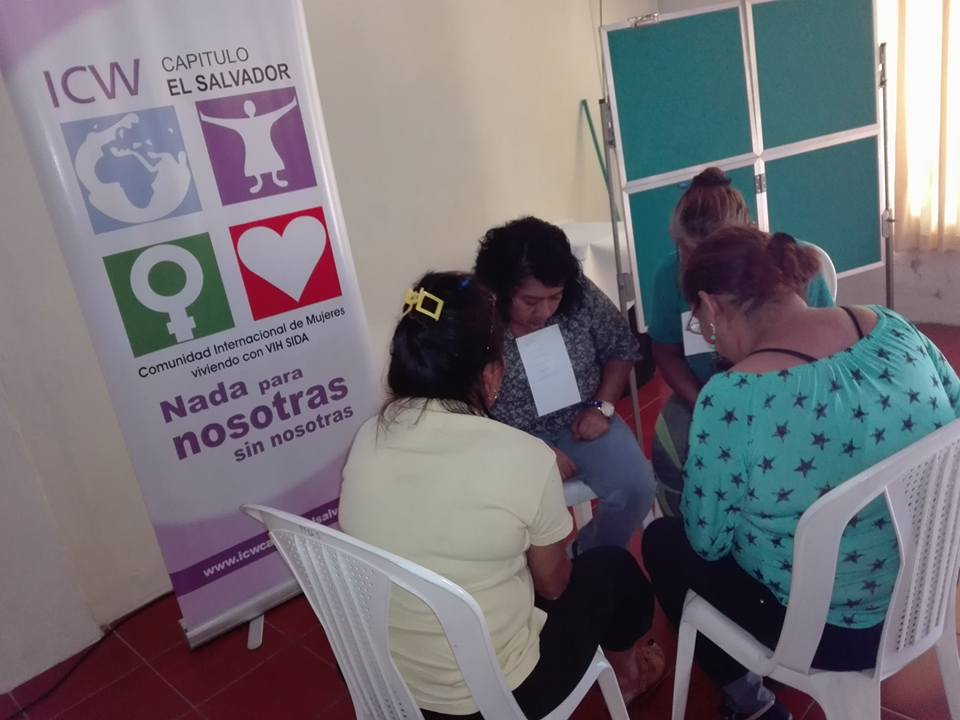 ICW CAPITULO
EL SALVADOR
Comunidad Internacional de Mujeres
viviendo con VIH SIDA
Nada para
nosotras
sin nosotras